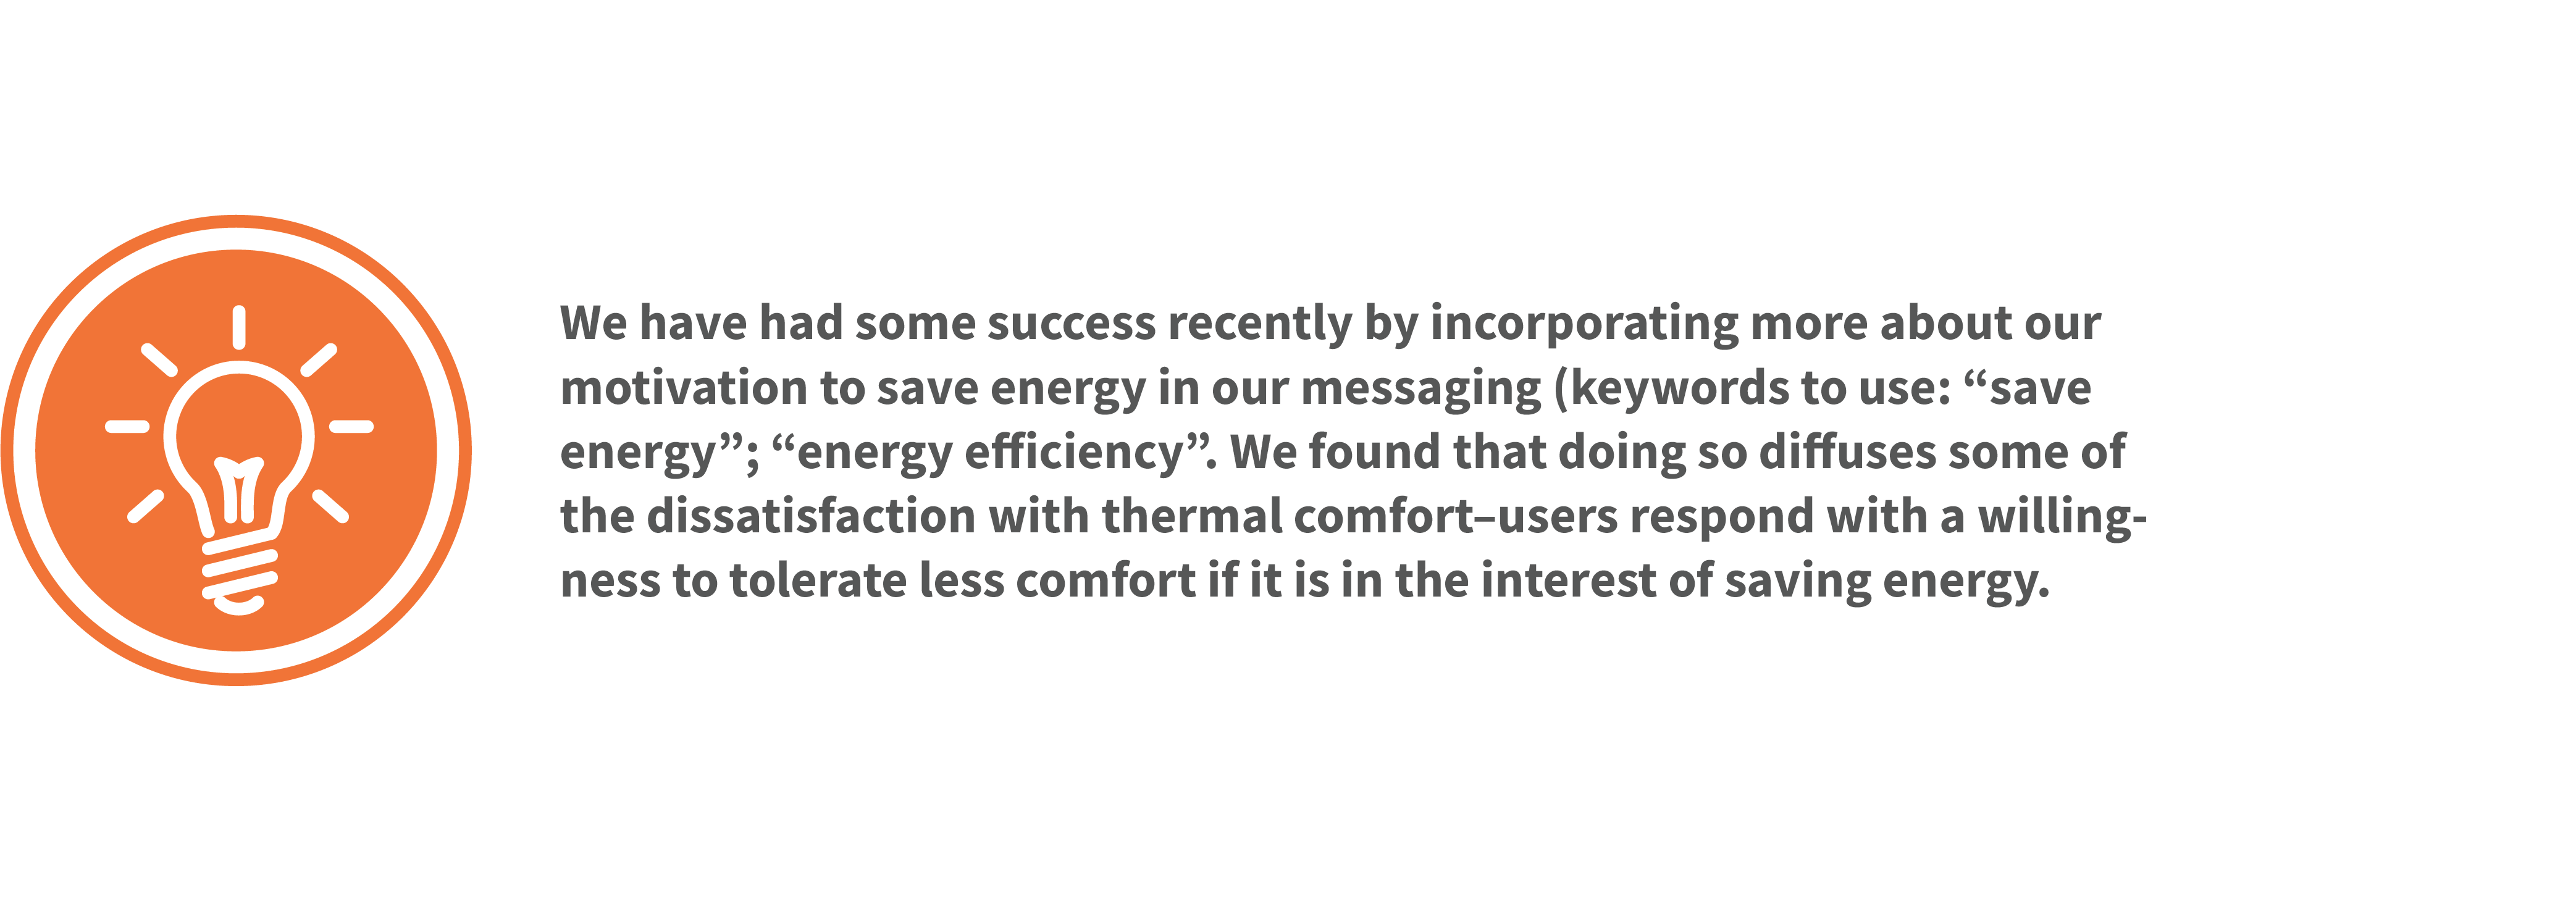 We have had some success recently by incorporating more about our
motivation to save energy in our messaging (keywords to use: “save
energy”; “energy efficiency”. We found that doing so diffuses some of
the dissatisfaction with thermal comfort–users respond with a willing-
ness to tolerate less comfort if it is in the interest of saving energy.